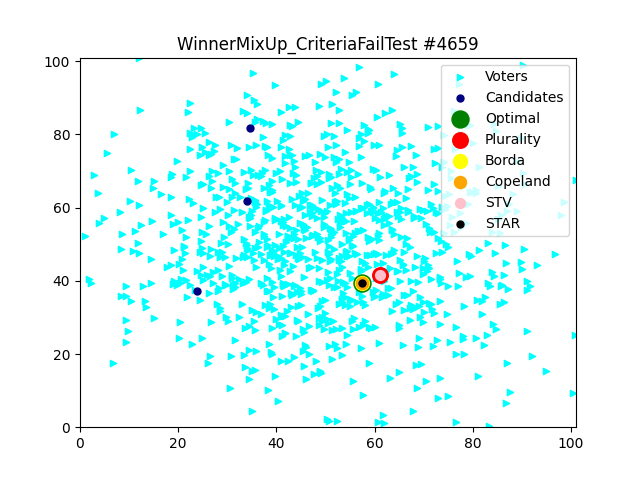 WinnerMixUp_CriteriaFailTest #4659
100
80
60
40
20
0
0
20
40
60
80
100
Voters
Candidates
Optimal
Plurality
Borda
Copeland
STV
STAR